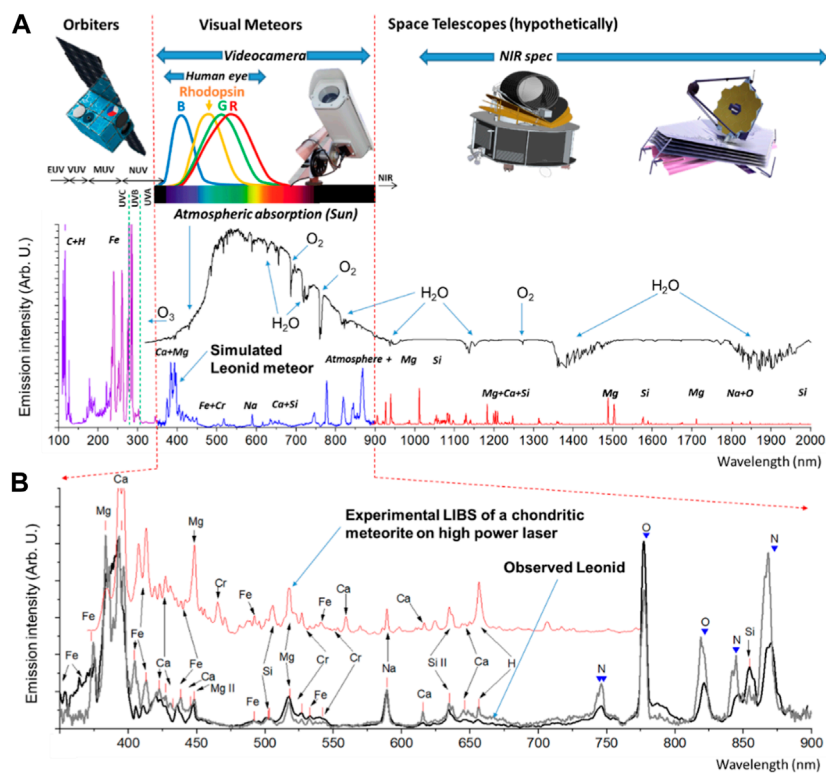 A
Orbiters Visual Meteors Space Telescopes (hypothetically)
Videocamera NIR spec
Human eye
Rhodopsin
B G R
EUV VUV MUV NUV
UVC UVB UVA NIR
Atmospheric absorption (Sun)
C+H Fe O2
O2
O3 H2O H2O O2 H2O
Ca+Mg Simulated
Leonid meteor Atmosphere + Mg Si
Fe+Cr Na Ca+Si Mg+Ca+Si Mg Si Mg Na+O Si
Emission intensity (Arb. U.)
100 200 300 400 500 600 700 800 900 1000 1100 1200 1300 1400 1500 1600 1700 1800 1900 2000
Wavelength (nm)
B
Ca
Mg Mg
Experimental LIBS of a chondritic
meteorite on high power laser
Observed Leonid
Cr Fe Fe Ca Ca
O N
O N Si
Fe
Fe Fe Ca Fe Ca Mg II
Si Mg Cr Cr Na Si II Ca H
Fe Fe Ca N
Emission intensity (Arb. U.)
400 450 500 550 600 650 700 750 800 850 900
Wavelength (nm)